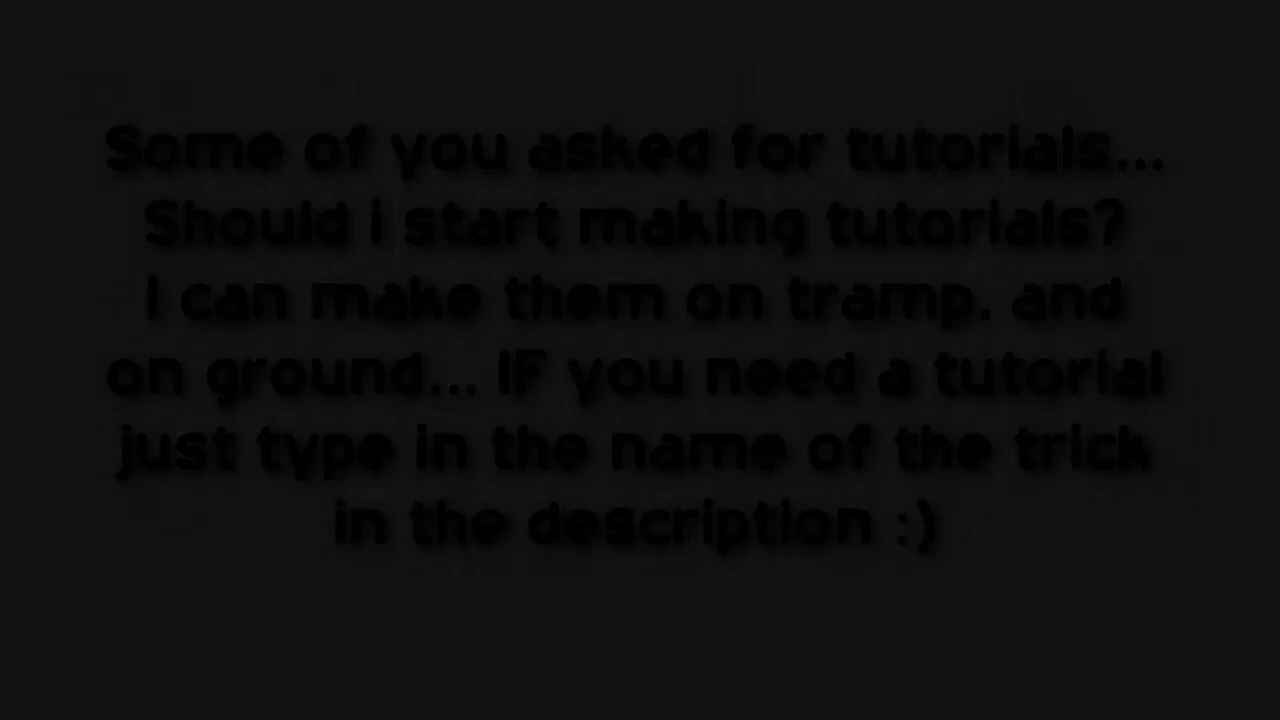 Some of you asked for tutorials...
Should i start making tutorials?
I can make them on tramp. and
on ground... IF you need a tutorial
just type in the name of the trick
in the description :)